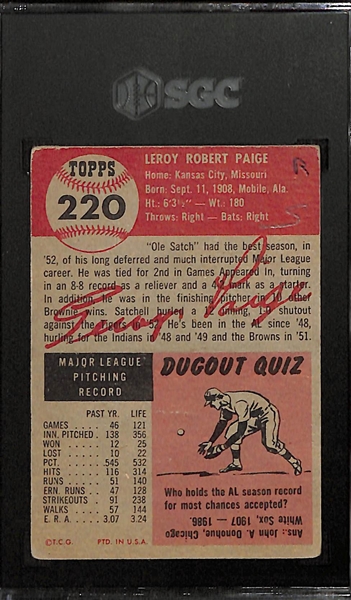 SGC
TOPPS
220
LEROY ROBERT PAIGE
Home: Kansas City, Missouri
Born: Sept. 11, 1908, Mobile, Ala.
Ht.: 6'3½" — Wt.: 180
Throws: Right — Bats: Right
"Ole Satch" had the best season, in
'52, of his long deferred and much interrupted Major League
career. He was tied for 2nd in Games Appeared In, turning
in an 8-8 record as a reliever and a 4-2 mark as a starter.
In addition, he was in the finishing pitcher in 10 other
Brownie wins. Satchell hurled a 12 inning, 1-0 shutout
against the Tigers in '52. He's been in the AL since '48,
hurling for the Indians in '48 and '49 and the Browns in '51.
MAJOR LEAGUE
PITCHING
RECORD
PAST YR. LIFE
GAMES 46 121
INN. PITCHED 138 356
WON 12 25
LOST 10 22
PCT. .545 .532
HITS 116 314
RUNS 51 140
ERN. RUNS 47 128
STRIKEOUTS 91 238
WALKS 57 144
E. R. A. 3.07 3.24
©T.C.G. PTD. IN U.S.A.
DUGOUT QUIZ
Who holds the AL season record
for most chances accepted?
Ans.: John A. Donohue, Chicago
White Sox, 1907 — 1986.